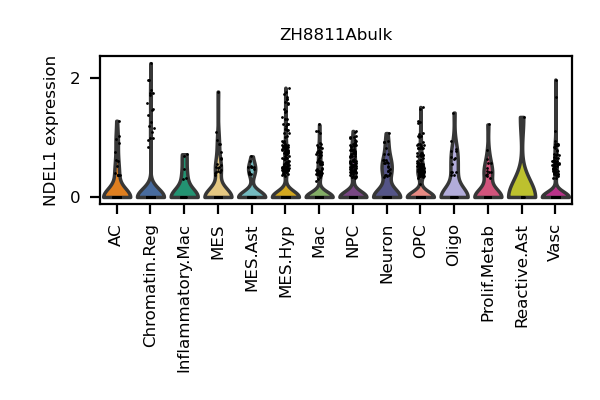 ZH8811Abulk
NDEL1 expression
2
0
AC
Chromatin.Reg
Inflammatory.Mac
MES
MES.Ast
MES.Hyp
Mac
NPC
Neuron
OPC
Oligo
Prolif.Metab
Reactive.Ast
Vasc